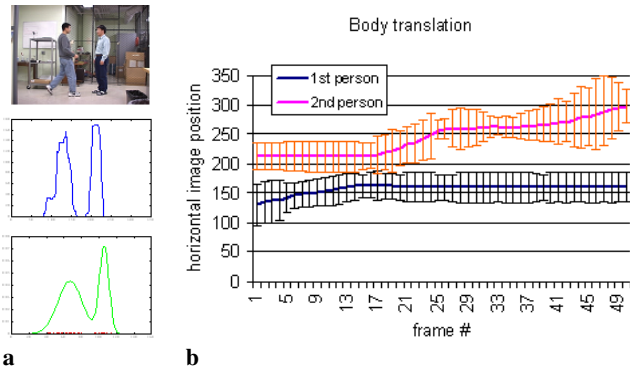 Body translation
1st person
2nd person
horizontal image position
350
300
250
200
150
100
50
0
1 5 9 13 17 21 25 29 33 37 41 45 49
frame #
a b